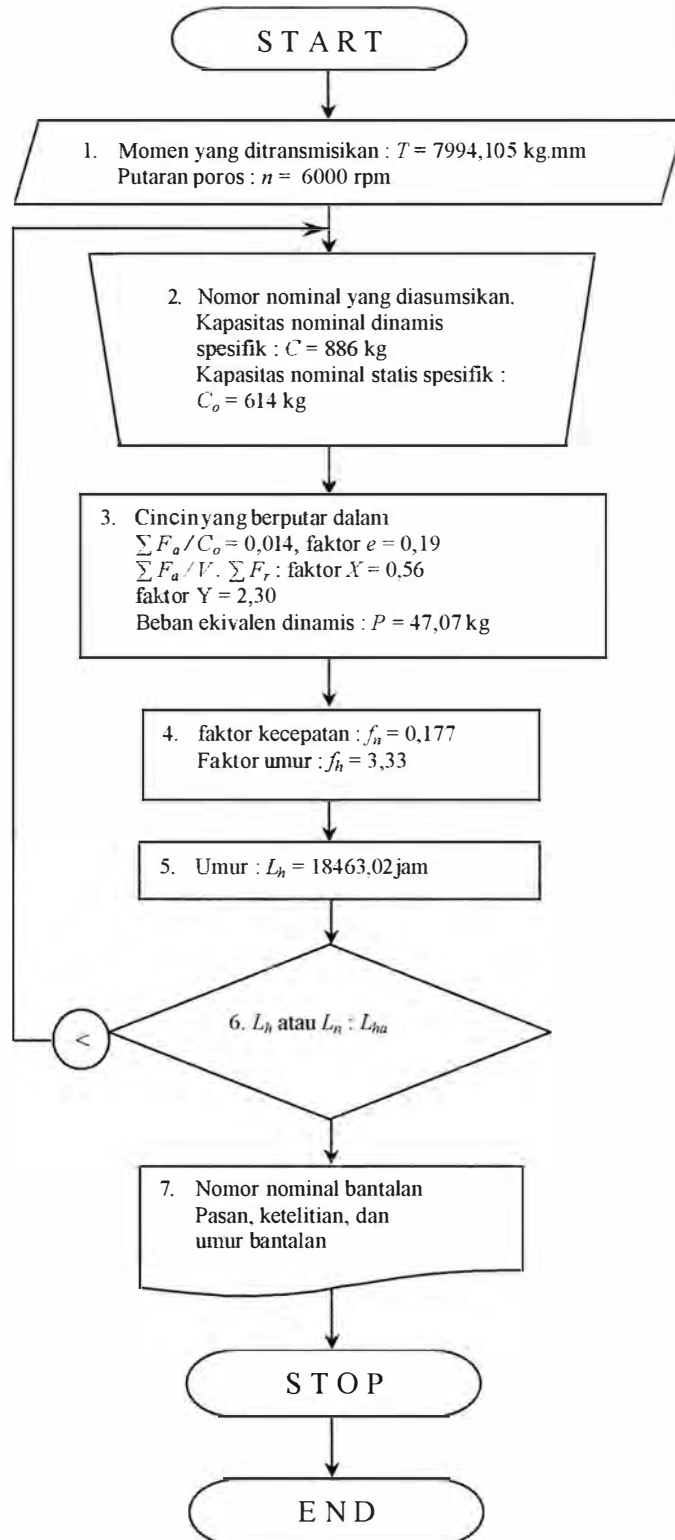 START
1. Momen yang ditransmisikan : T = 7994,105 kg.mm
Putaran poros : n = 6000 rpm
2. Nomor nominal yang diasumsikan.
Kapasitas nominal dinamis
spesifik : C = 886 kg
Kapasitas nominal statis spesifik :
Cₒ = 614 kg
3. Cincin yang berputar dalam
∑ Fₐ / Cₒ = 0,014, faktor e = 0,19
∑ Fₐ / V. ∑ Fᵣ : faktor X = 0,56
faktor Y = 2,30
Beban ekivalen dinamis : P = 47,07 kg
4. faktor kecepatan : fₙ = 0,177
Faktor umur : fₕ = 3,33
5. Umur : Lₕ = 18463,02 jam
6. Lₕ atau Lₙ : Lₕₐ
<
7. Nomor nominal bantalan
Pasan, ketelitian, dan
umur bantalan
STOP
END